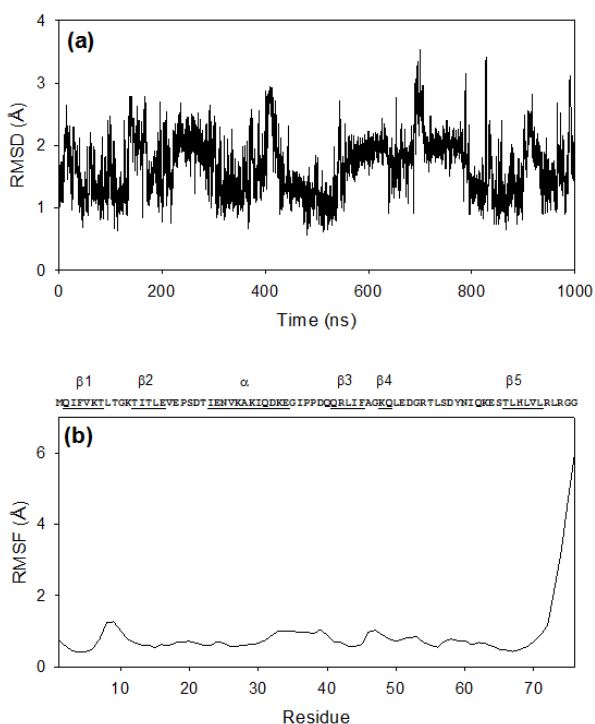 (a)
4
3
2
1
0
RMSD (Å)
0 200 400 600 800 1000
Time (ns)
β1 β2 α β3 β4 β5
MQIFVKTLTGKTITLEVEPSDTIENVKAKIQDKEGIPPDQQRLIFAGKQLEDGRTLSDYNIQKESTLHLVLRLRGG
(b)
6
4
2
0
RMSF (Å)
10 20 30 40 50 60 70
Residue